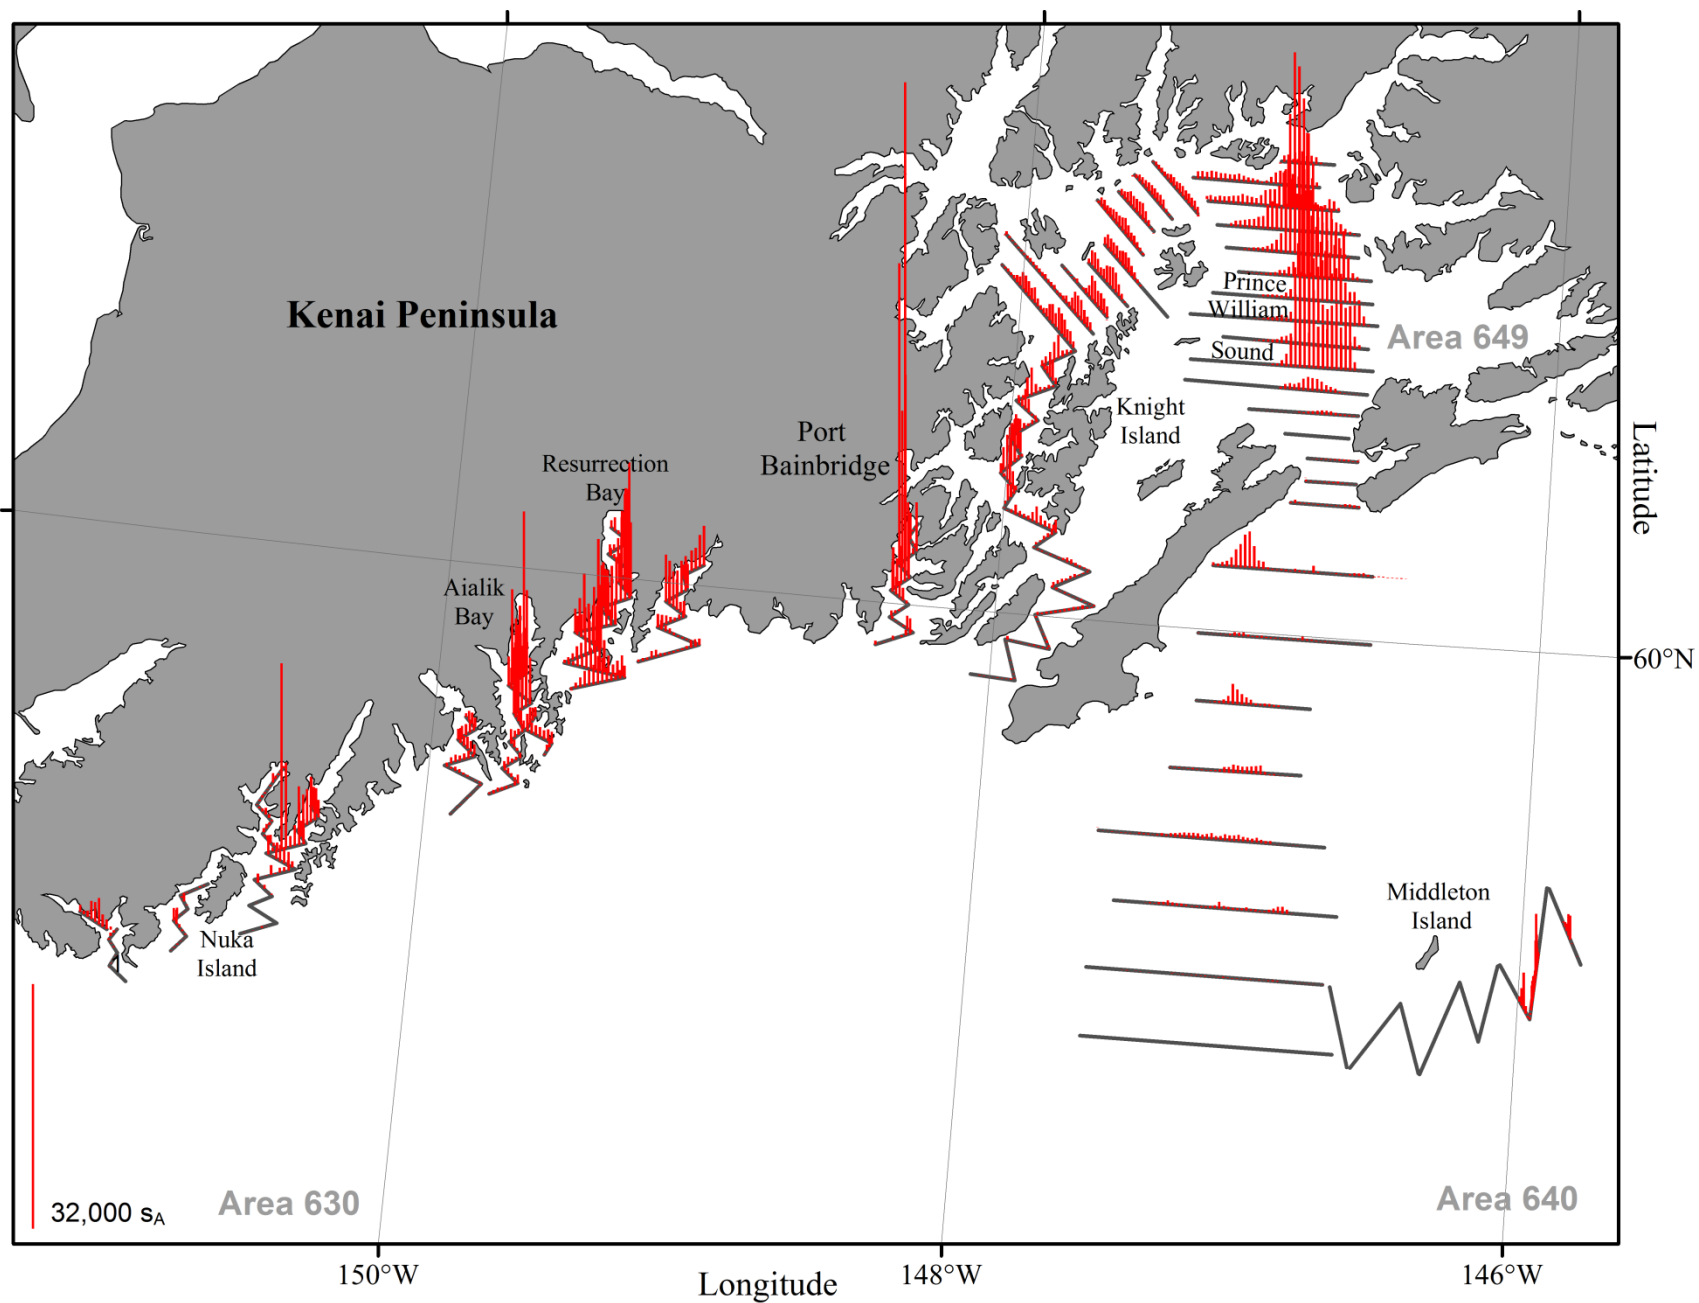 Kenai Peninsula
Prince
William
Sound
Area 649
Knight
Island
Port
Bainbridge
Resurrection
Bay
Aialik
Bay
Latitude
60°N
Nuka
Island
Middleton
Island
32,000 sA
Area 630
Area 640
150°W
Longitude
148°W
146°W